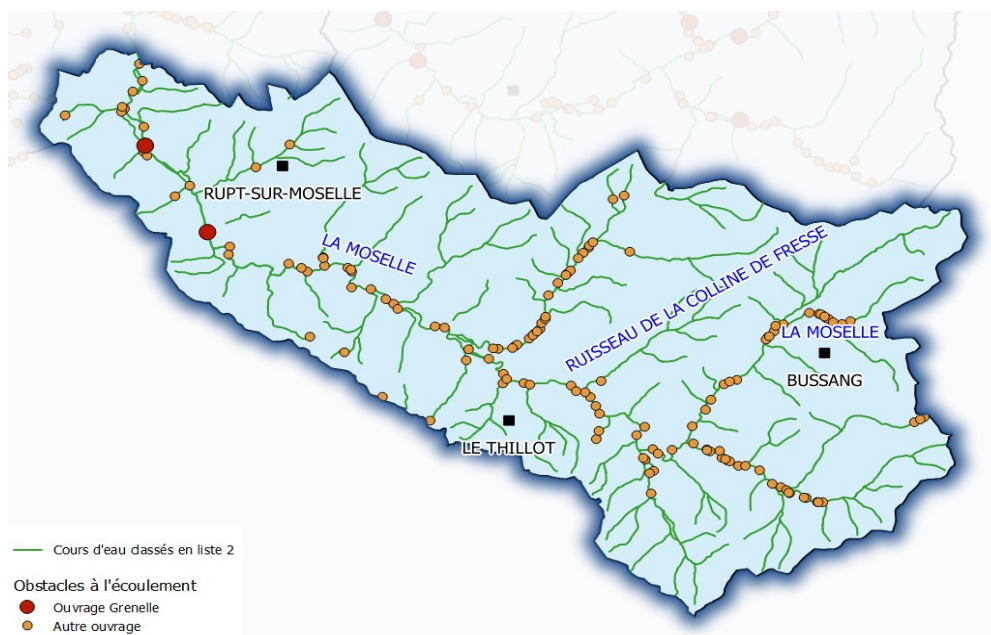 RUPT-SUR-MOSELLE
LA MOSELLE
RUISSEAU DE LA COLLINE DE FRESSE
LA MOSELLE
BUSSANG
LE THILLOT
Cours d'eau classés en liste 2
Obstacles à l'écoulement
Ouvrage Grenelle
Autre ouvrage